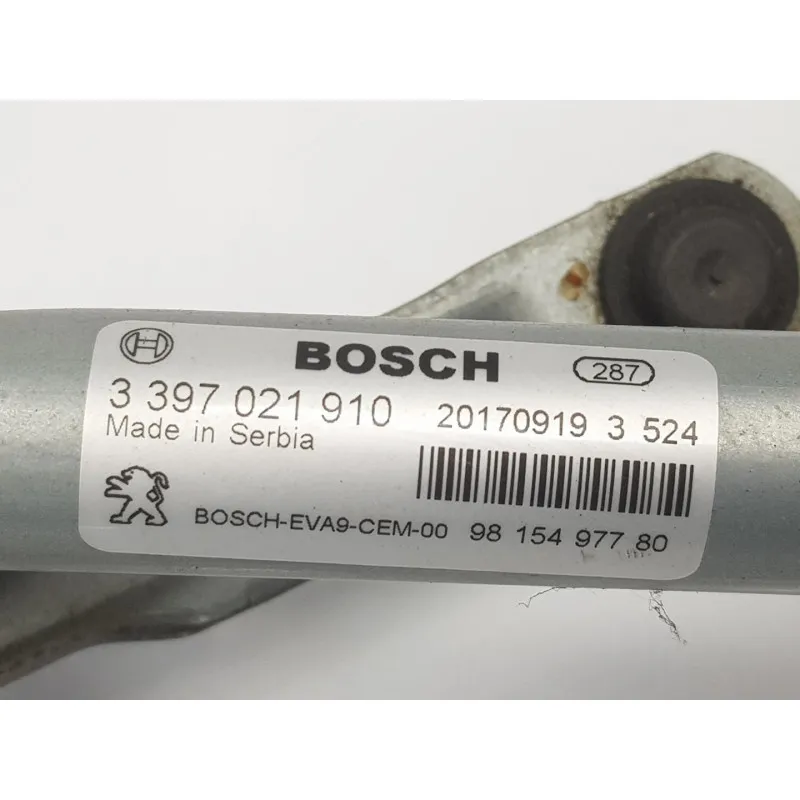 BOSCH 287
3 397 021 910 20170919 3 524
Made in Serbia
BOSCH-EVA9-CEM-00 98 154 977 80